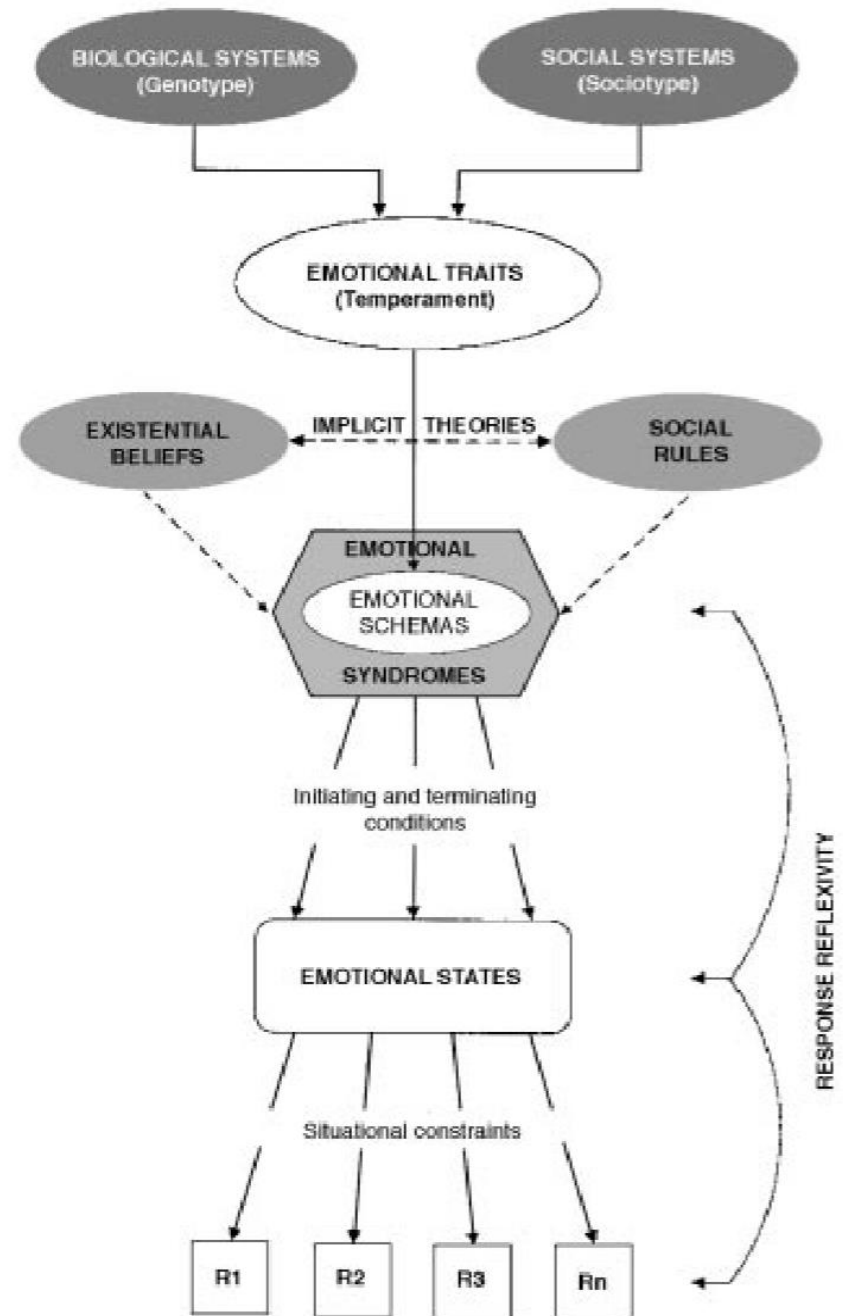 BIOLOGICAL SYSTEMS
(Genotype)
SOCIAL SYSTEMS
(Sociotype)
EMOTIONAL TRAITS
(Temperament)
EXISTENTIAL
BELIEFS
IMPLICIT THEORIES
SOCIAL
RULES
EMOTIONAL
EMOTIONAL
SCHEMAS
SYNDROMES
Initiating and terminating
conditions
EMOTIONAL STATES
RESPONSE REFLEXIVITY
Situational constraints
R1
R2
R3
Rn